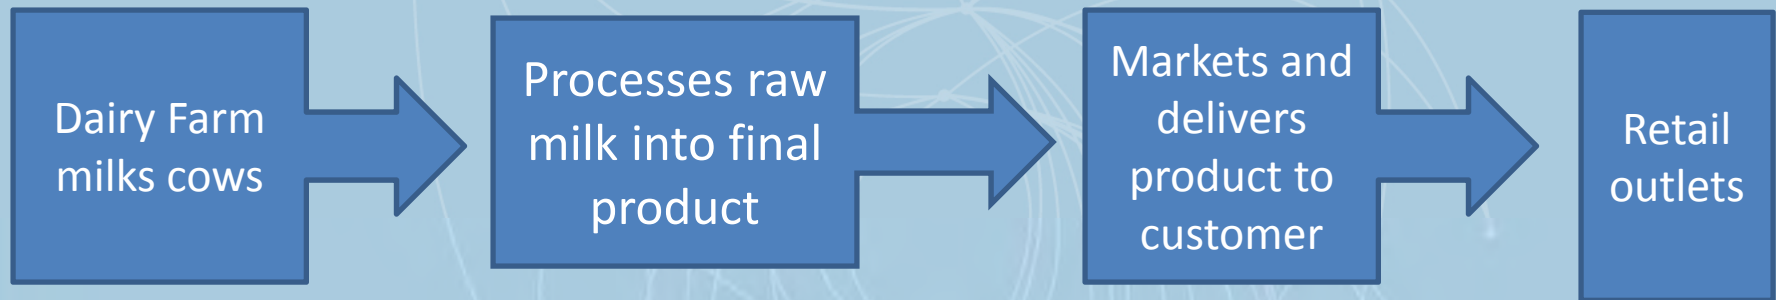 Dairy Farm
milks cows
Processes raw
milk into final
product
Markets and
delivers
product to
customer
Retail
outlets